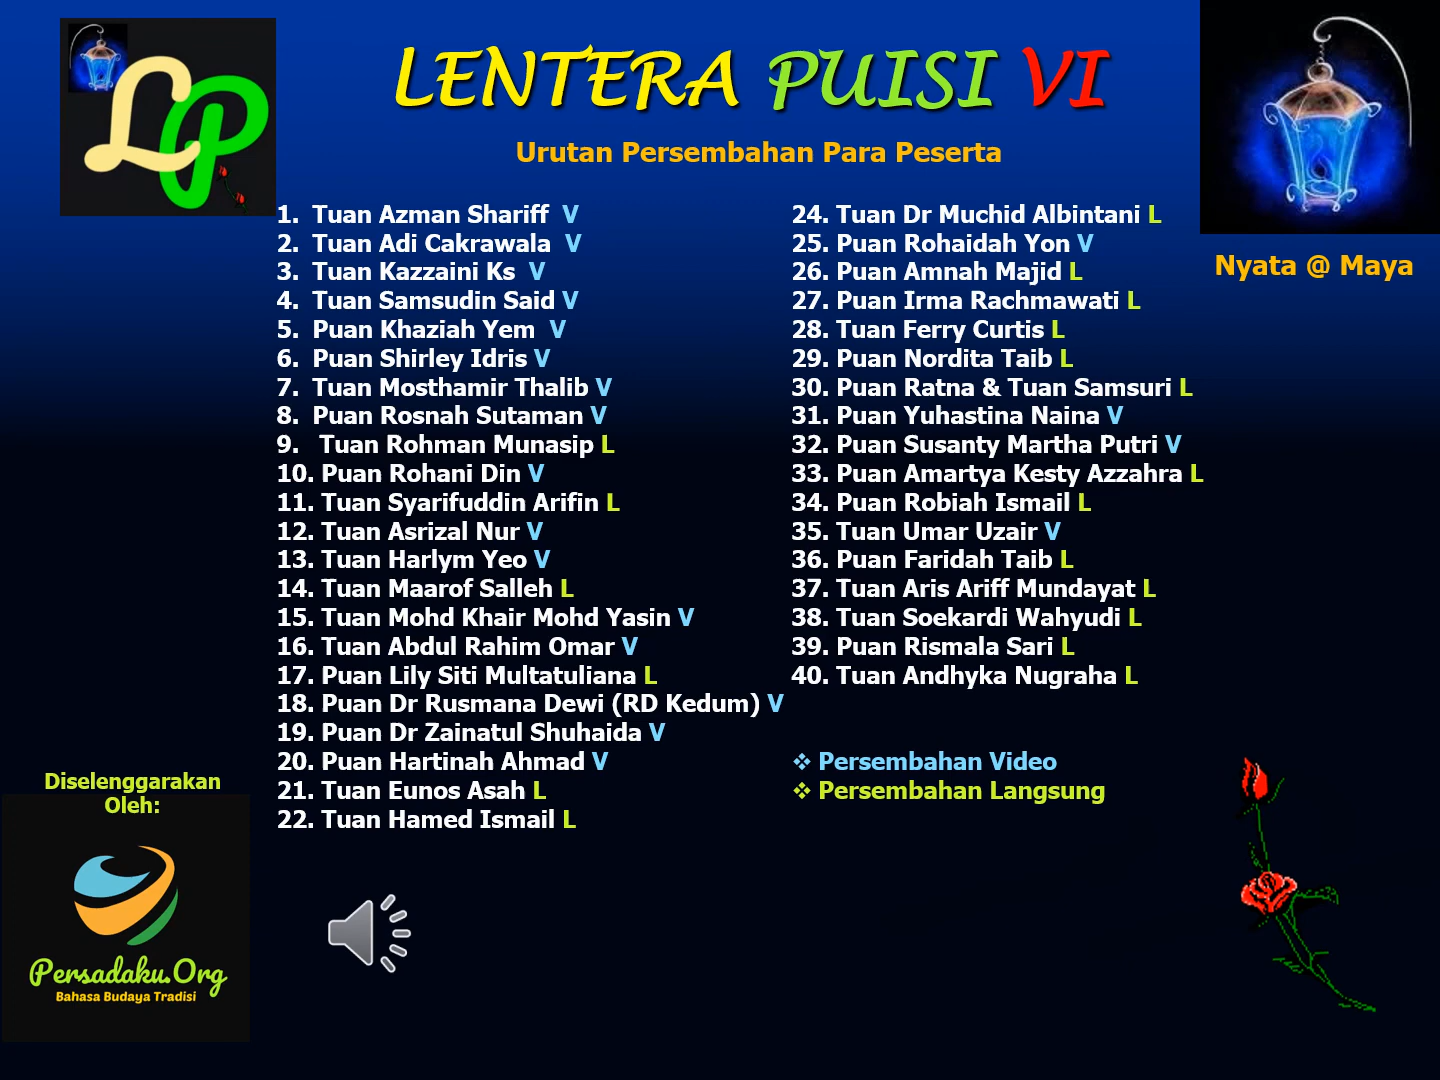 LP
LENTERA PUISI VI
Urutan Persembahan Para Peserta
Nyata @ Maya
1. Tuan Azman Shariff V
2. Tuan Adi Cakrawala V
3. Tuan Kazzaini Ks V
4. Tuan Samsudin Said V
5. Puan Khaziah Yem V
6. Puan Shirley Idris V
7. Tuan Mosthamir Thalib V
8. Puan Rosnah Sutaman V
9. Tuan Rohman Munasip L
10. Puan Rohani Din V
11. Tuan Syarifuddin Arifin L
12. Tuan Asrizal Nur V
13. Tuan Harlym Yeo V
14. Tuan Maarof Salleh L
15. Tuan Mohd Khair Mohd Yasin V
16. Tuan Abdul Rahim Omar V
17. Puan Lily Siti Multatuliana L
18. Puan Dr Rusmana Dewi (RD Kedum) V
19. Puan Dr Zainatul Shuhaida V
20. Puan Hartinah Ahmad V
21. Tuan Eunos Asah L
22. Tuan Hamed Ismail L
24. Tuan Dr Muchid Albintani L
25. Puan Rohaidah Yon V
26. Puan Amnah Majid L
27. Puan Irma Rachmawati L
28. Tuan Ferry Curtis L
29. Puan Nordita Taib L
30. Puan Ratna & Tuan Samsuri L
31. Puan Yuhastina Naina V
32. Puan Susanty Martha Putri V
33. Puan Amartya Kesty Azzahra L
34. Puan Robiah Ismail L
35. Tuan Umar Uzair V
36. Puan Faridah Taib L
37. Tuan Aris Ariff Mundayat L
38. Tuan Soekardi Wahyudi L
39. Puan Rismala Sari L
40. Tuan Andhyka Nugraha L
❖ Persembahan Video
❖ Persembahan Langsung
Diselenggarakan
Oleh:
Persadaku.Org
Bahasa Budaya Tradisi